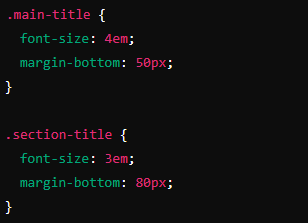 .main-title {
  font-size: 4em;
  margin-bottom: 50px;
}

.section-title {
  font-size: 3em;
  margin-bottom: 80px;
}